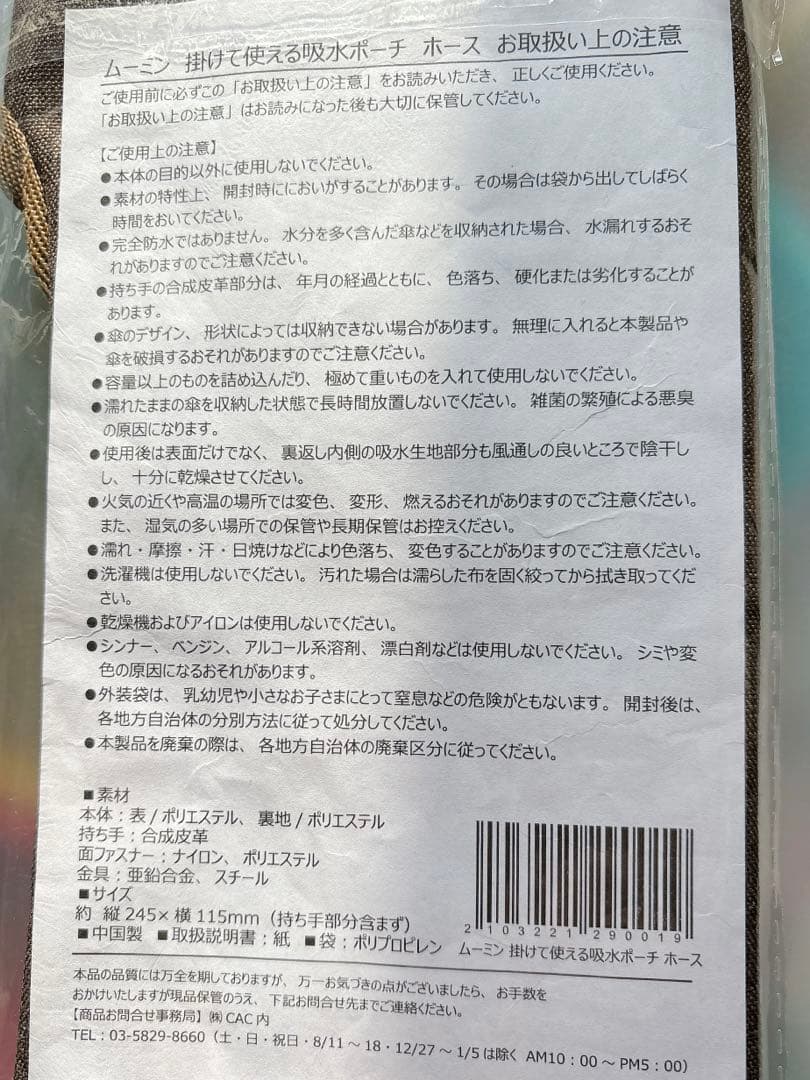 ムーミン 掛けて使える吸水ポーチ ホース お取扱い上の注意
ご使用前に必ずこの「お取扱い上の注意」をお読みいただき、正しくご使用ください。
「お取扱い上の注意」はお読みになった後も大切に保管してください。
【ご使用上の注意】
●本体の目的以外に使用しないでください。
●素材の特性上、開封時ににおいがすることがあります。その場合は袋から出してしばらく
時間をおいてください。
●完全防水ではありません。水分を多く含んだ傘などを収納された場合、水漏れするおそ
れがありますのでご注意ください。
●持ち手の合成皮革部分は、年月の経過とともに、色落ち、硬化または劣化することが
あります。
●傘のデザイン、形状によっては収納できない場合があります。無理に入れると本製品や
傘を破損するおそれがありますのでご注意ください。
●容量以上のものを詰め込んだり、極めて重いものを入れて使用しないでください。
●濡れたままの傘を収納した状態で長時間放置しないでください。雑菌の繁殖による悪臭
の原因になります。
●使用後は表面だけでなく、裏返し内側の吸水生地部分も風通しの良いところで陰干し
し、十分に乾燥させてください。
●火気の近くや高温の場所では変色、変形、燃えるおそれがありますのでご注意ください。
また、湿気の多い場所での保管や長期保管はお控えください。
●濡れ・摩擦・汗・日焼けなどにより色落ち、変色することがありますのでご注意ください。
●洗濯機は使用しないでください。汚れた場合は濡らした布を固く絞ってから拭き取ってくだ
さい。
●乾燥機およびアイロンは使用しないでください。
●シンナー、ベンジン、アルコール系溶剤、漂白剤などは使用しないでください。シミや変
色の原因になるおそれがあります。
●外装袋は、乳幼児や小さなお子さまにとって窒息などの危険がともないます。開封後は、
各地方自治体の分別方法に従って処分してください。
●本製品を廃棄の際は、各地方自治体の廃棄区分に従ってください。
■素材
本体：表/ポリエステル、裏地/ポリエステル
持ち手：合成皮革
面ファスナー：ナイロン、ポリエステル
金具：亜鉛合金、スチール
■サイズ
約 縦245×横115mm（持ち手部分含まず）
■中国製 ■取扱説明書：紙 ■袋：ポリプロピレン
2 103221 290019
ムーミン 掛けて使える吸水ポーチ ホース
本品の品質には万全を期しておりますが、万一お気づきの点がございましたら、お手数を
おかけいたしますが現品保管のうえ、下記お問合せ先までご連絡ください。
【商品お問合せ事務局】㈱CAC内
TEL：03-5829-8660（土・日・祝日・8/11～18・12/27～1/5は除く AM10：00～PM5：00）